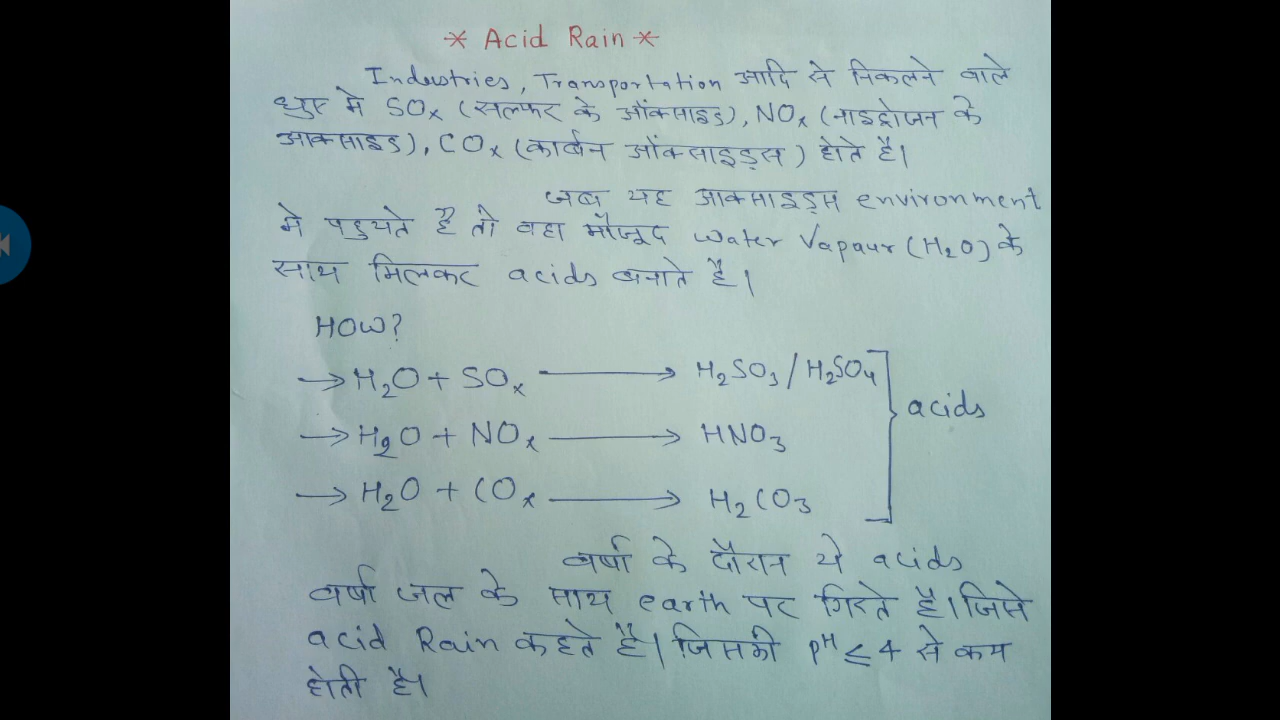 * Acid Rain *
Industries, Transportation आदि से निकलने वाले
धुए मे SOx (सल्फर के ऑक्साइड), NOx (नाइट्रोजन के
आक्साइड), COx (कार्बन ऑक्साइड्स) होते है।
जब यह आक्साइड्स environment
मे पहुचते है तो वहा मौजूद Water Vapour (H₂O) के
साथ मिलकर acids बनाते है।
HOW?
→ H₂O + SOx ⟶ H₂SO₃ / H₂SO₄
→ H₂O + NOx ⟶ HNO₃
→ H₂O + COx ⟶ H₂CO₃
acids
वर्षा के दौरान ये acids
वर्षा जल के साथ earth पर गिरते है। जिसे
acid Rain कहते है। जिसकी pH ≤ 4 से कम
होती है।